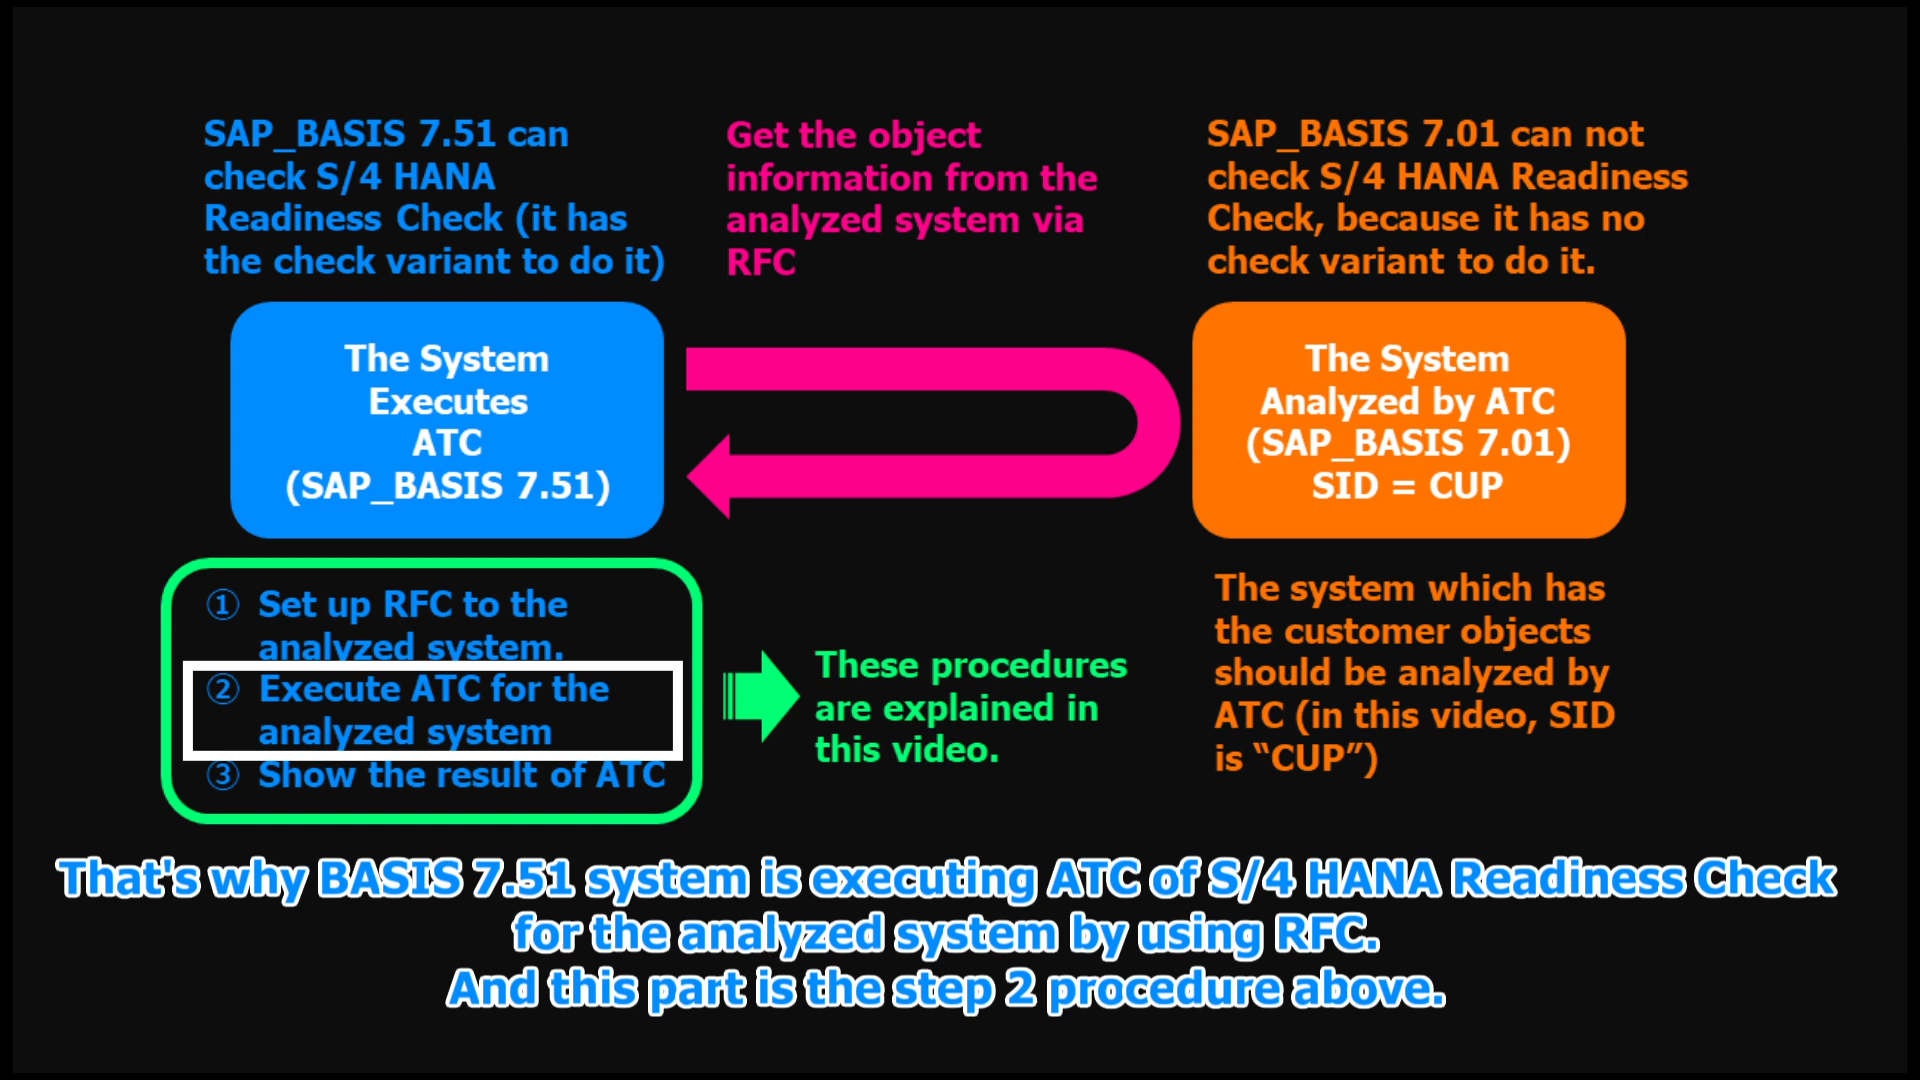 SAP_BASIS 7.51 can
check S/4 HANA
Readiness Check (it has
the check variant to do it)
Get the object
information from the
analyzed system via
RFC
SAP_BASIS 7.01 can not
check S/4 HANA Readiness
Check, because it has no
check variant to do it.
The System
Executes
ATC
(SAP_BASIS 7.51)
The System
Analyzed by ATC
(SAP_BASIS 7.01)
SID = CUP
① Set up RFC to the
analyzed system.
② Execute ATC for the
analyzed system
③ Show the result of ATC
These procedures
are explained in
this video.
The system which has
the customer objects
should be analyzed by
ATC (in this video, SID
is “CUP”)
That's why BASIS 7.51 system is executing ATC of S/4 HANA Readiness Check
for the analyzed system by using RFC.
And this part is the step 2 procedure above.